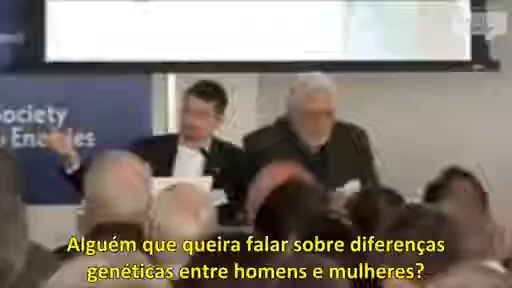 Society
Alguém que queira falar sobre diferenças
genéticas entre homens e mulheres?